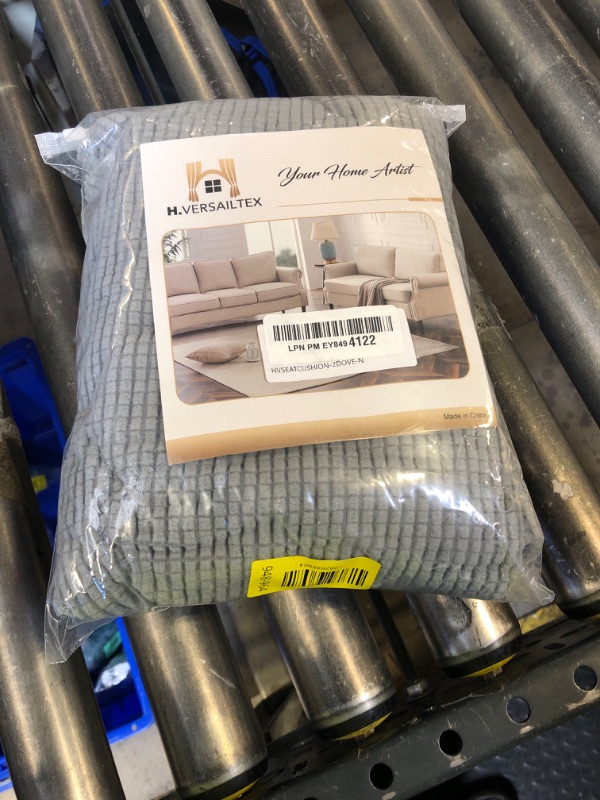 H.VERSAILTEX
Your Home Artist
LPN PM EY849 4122
HVSEATCUSHION-2DOVE-N
Made in China